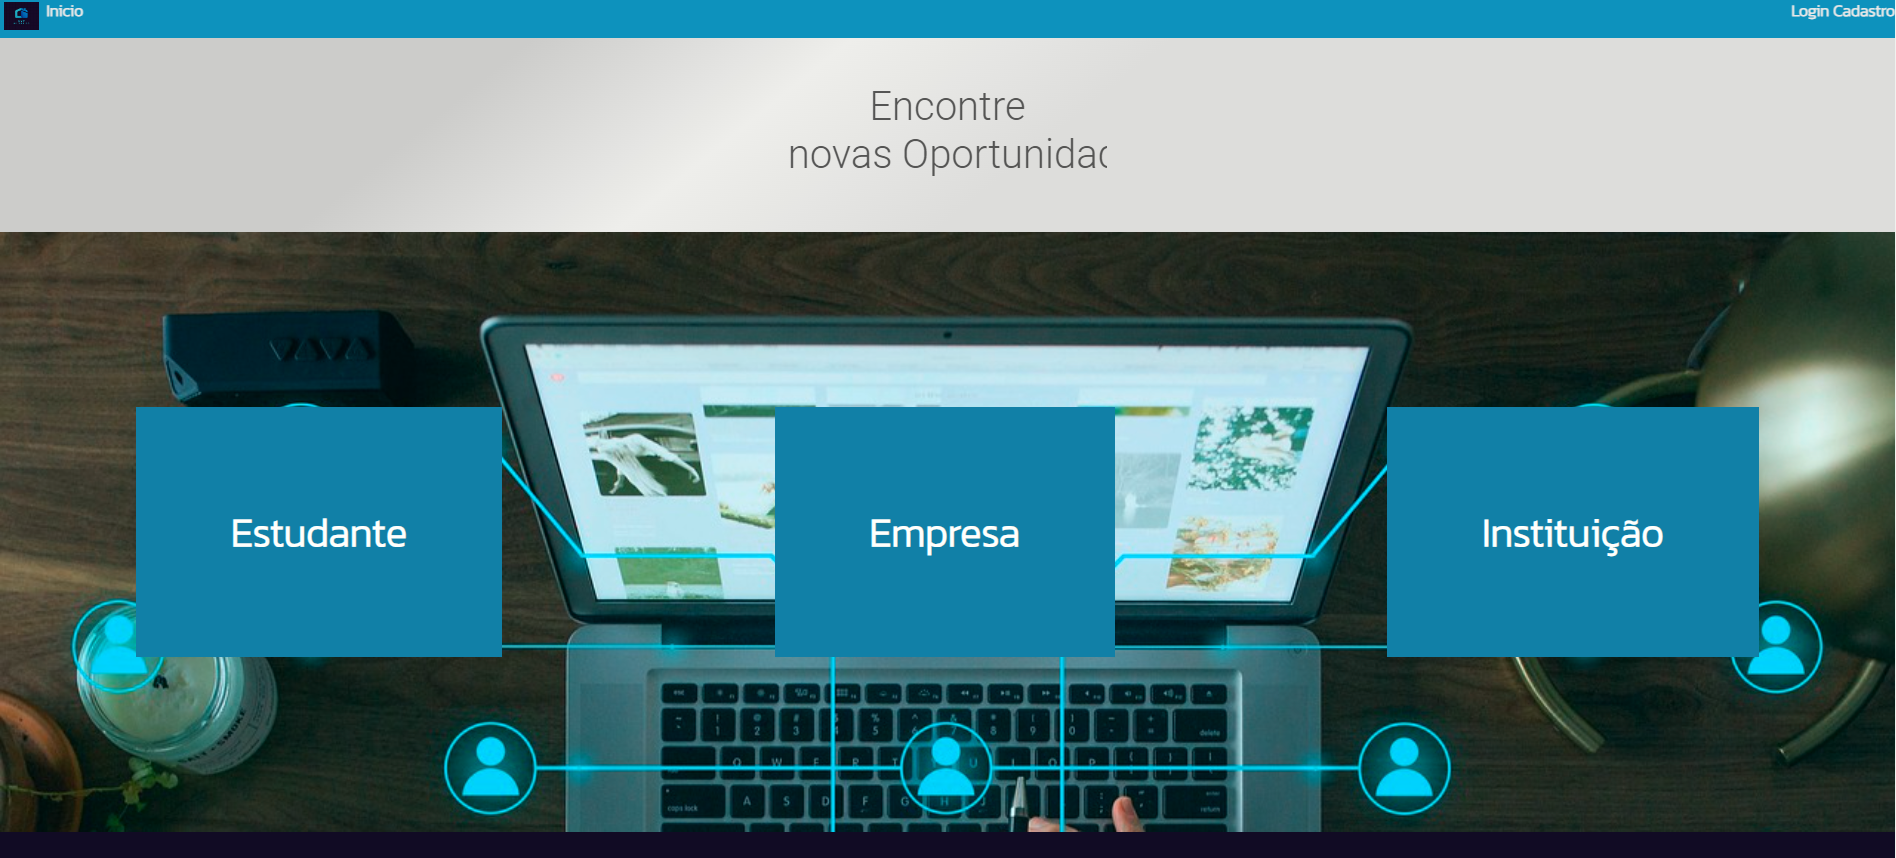 Inicio
Login Cadastro
Encontre
novas Oportunidad
Estudante
Empresa
Instituição